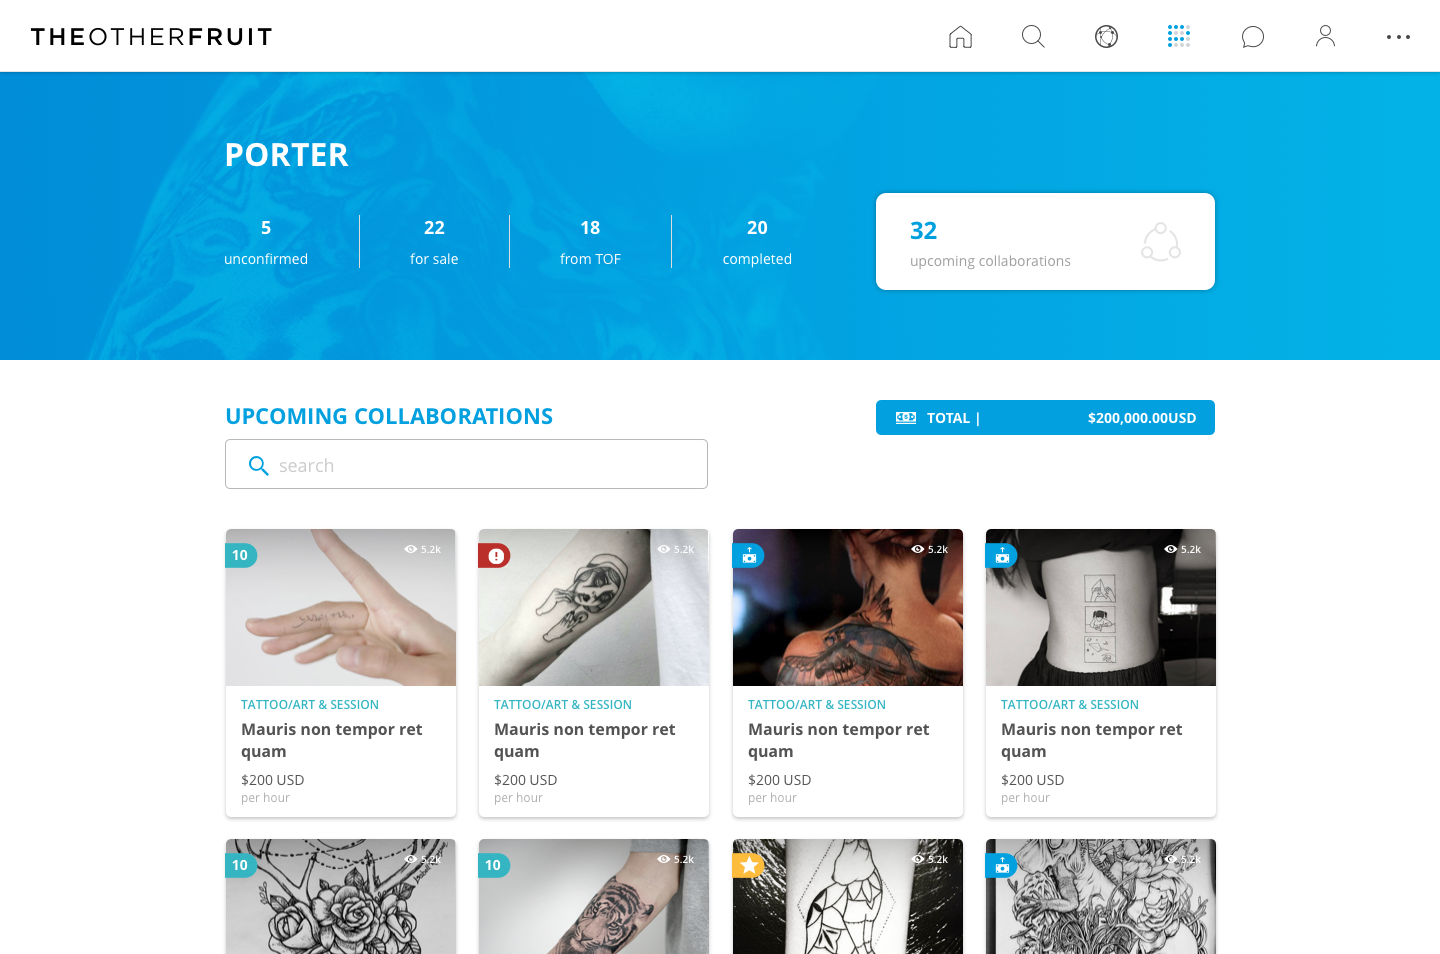 THEOTHERFRUIT
PORTER
5
unconfirmed
22
for sale
18
from TOF
20
completed
32
upcoming collaborations
UPCOMING COLLABORATIONS
TOTAL |
$200,000.00USD
search
10
5.2k
5.2k
5.2k
5.2k
TATTOO/ART & SESSION
Mauris non tempor ret
quam
$200 USD
per hour
TATTOO/ART & SESSION
Mauris non tempor ret
quam
$200 USD
per hour
TATTOO/ART & SESSION
Mauris non tempor ret
quam
$200 USD
per hour
TATTOO/ART & SESSION
Mauris non tempor ret
quam
$200 USD
per hour
10
5.2k
10
5.2k
5.2k
5.2k